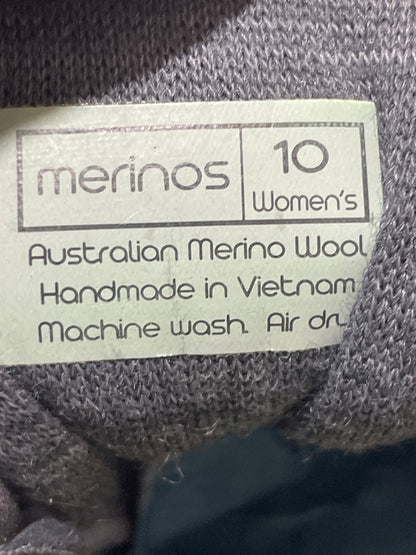 merinos
10
Women's
Australian Merino Wool
Handmade in Vietnam
Machine wash. Air